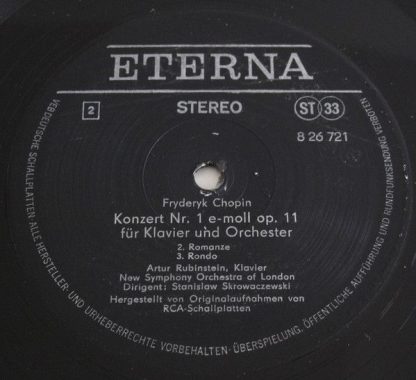 ETERNA
2
STEREO
ST 33
8 26 721
Fryderyk Chopin
Konzert Nr. 1 e-moll op. 11
für Klavier und Orchester
2. Romanze
3. Rondo
Artur Rubinstein, Klavier
New Symphony Orchestra of London
Dirigent: Stanislaw Skrowaczewski
Hergestellt von Originalaufnahmen von
RCA-Schallplatten
VEB DEUTSCHE SCHALLPLATTEN ALLE HERSTELLER- UND URHEBERRECHTE VORBEHALTEN · ÜBERSPIELUNG, ÖFFENTLICHE AUFFÜHRUNG UND RUNDFUNKSENDUNG VERBOTEN